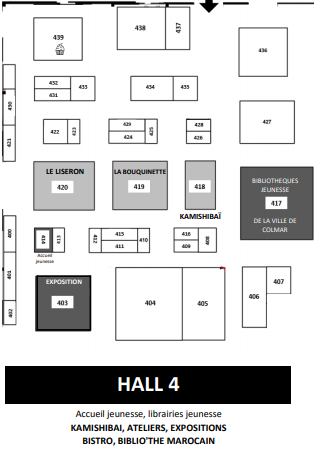 438
437
439
436
432
433
431
434
435
430
427
422
423
429
424
425
428
426
421
LE LISERON
420
LA BOUQUINETTE
419
418
KAMISHIBAÏ
BIBLIOTHEQUES
JEUNESSE
417
DE LA VILLE DE
COLMAR
400
414
413
Accueil
jeunesse
412
415
411
410
416
409
408
401
402
EXPOSITION
403
404
405
406
407
HALL 4
Accueil jeunesse, librairies jeunesse
KAMISHIBAI, ATELIERS, EXPOSITIONS
BISTRO, BIBLIO'THE MAROCAIN